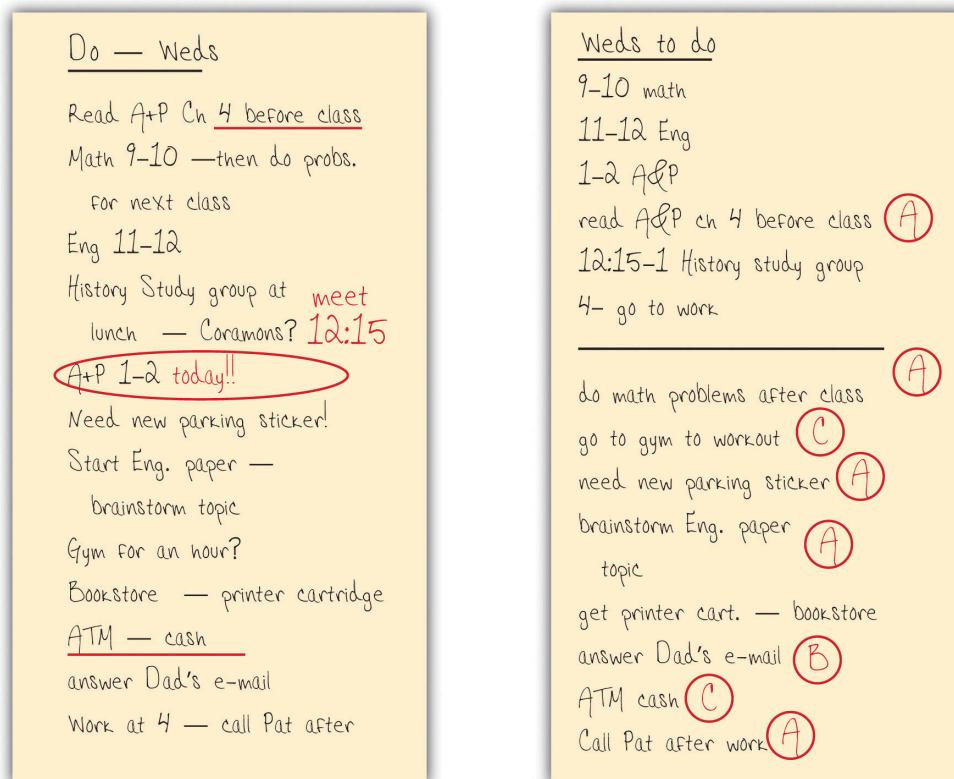 Do — Weds
Read A+P Ch 4 before class
Math 9-10 —then do probs.
for next class
Eng 11-12
History Study group at meet
lunch — Coramons? 12:15
A+P 1-2 today!!
Need new parking sticker!
Start Eng. paper —
brainstorm topic
Gym for an hour?
Bookstore — printer cartridge
ATM — cash
answer Dad's e-mail
Work at 4 — call Pat after
Weds to do
9-10 math
11-12 Eng
1-2 A&P
read A&P ch 4 before class A
12:15-1 History study group
4- go to work
do math problems after class A
go to gym to workout C
need new parking sticker A
brainstorm Eng. paper A
topic
get printer cart. — bookstore
answer Dad's e-mail B
ATM cash C
Call Pat after work A